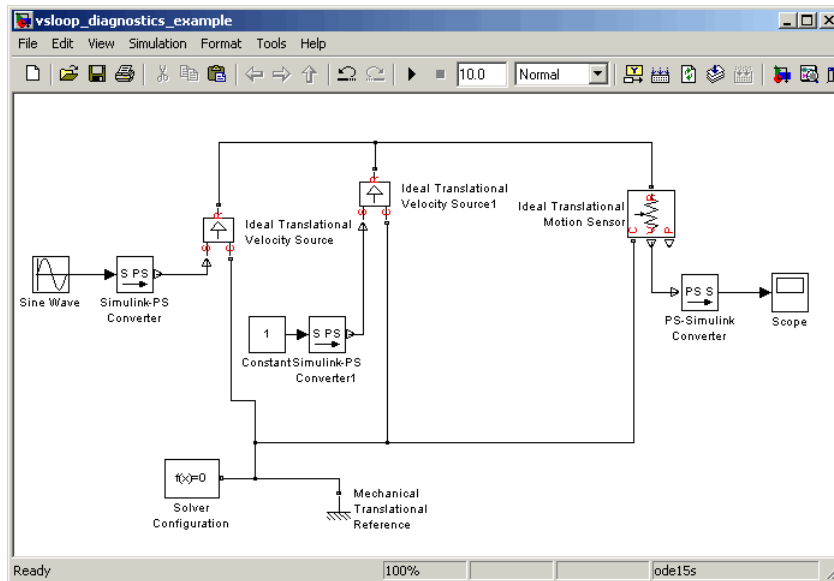 vsloop_diagnostics_example
File Edit View Simulation Format Tools Help
10.0 Normal
R
S
C
Ideal Translational
Velocity Source
R
S
C
Ideal Translational
Velocity Source1
Ideal Translational
Motion Sensor
R
C
V
P
Sine Wave
S PS
Simulink-PS
Converter
1
Constant
S PS
Simulink-PS
Converter1
PS S
PS-Simulink
Converter
Scope
f(x)=0
Solver
Configuration
Mechanical
Translational
Reference
Ready 100% ode15s